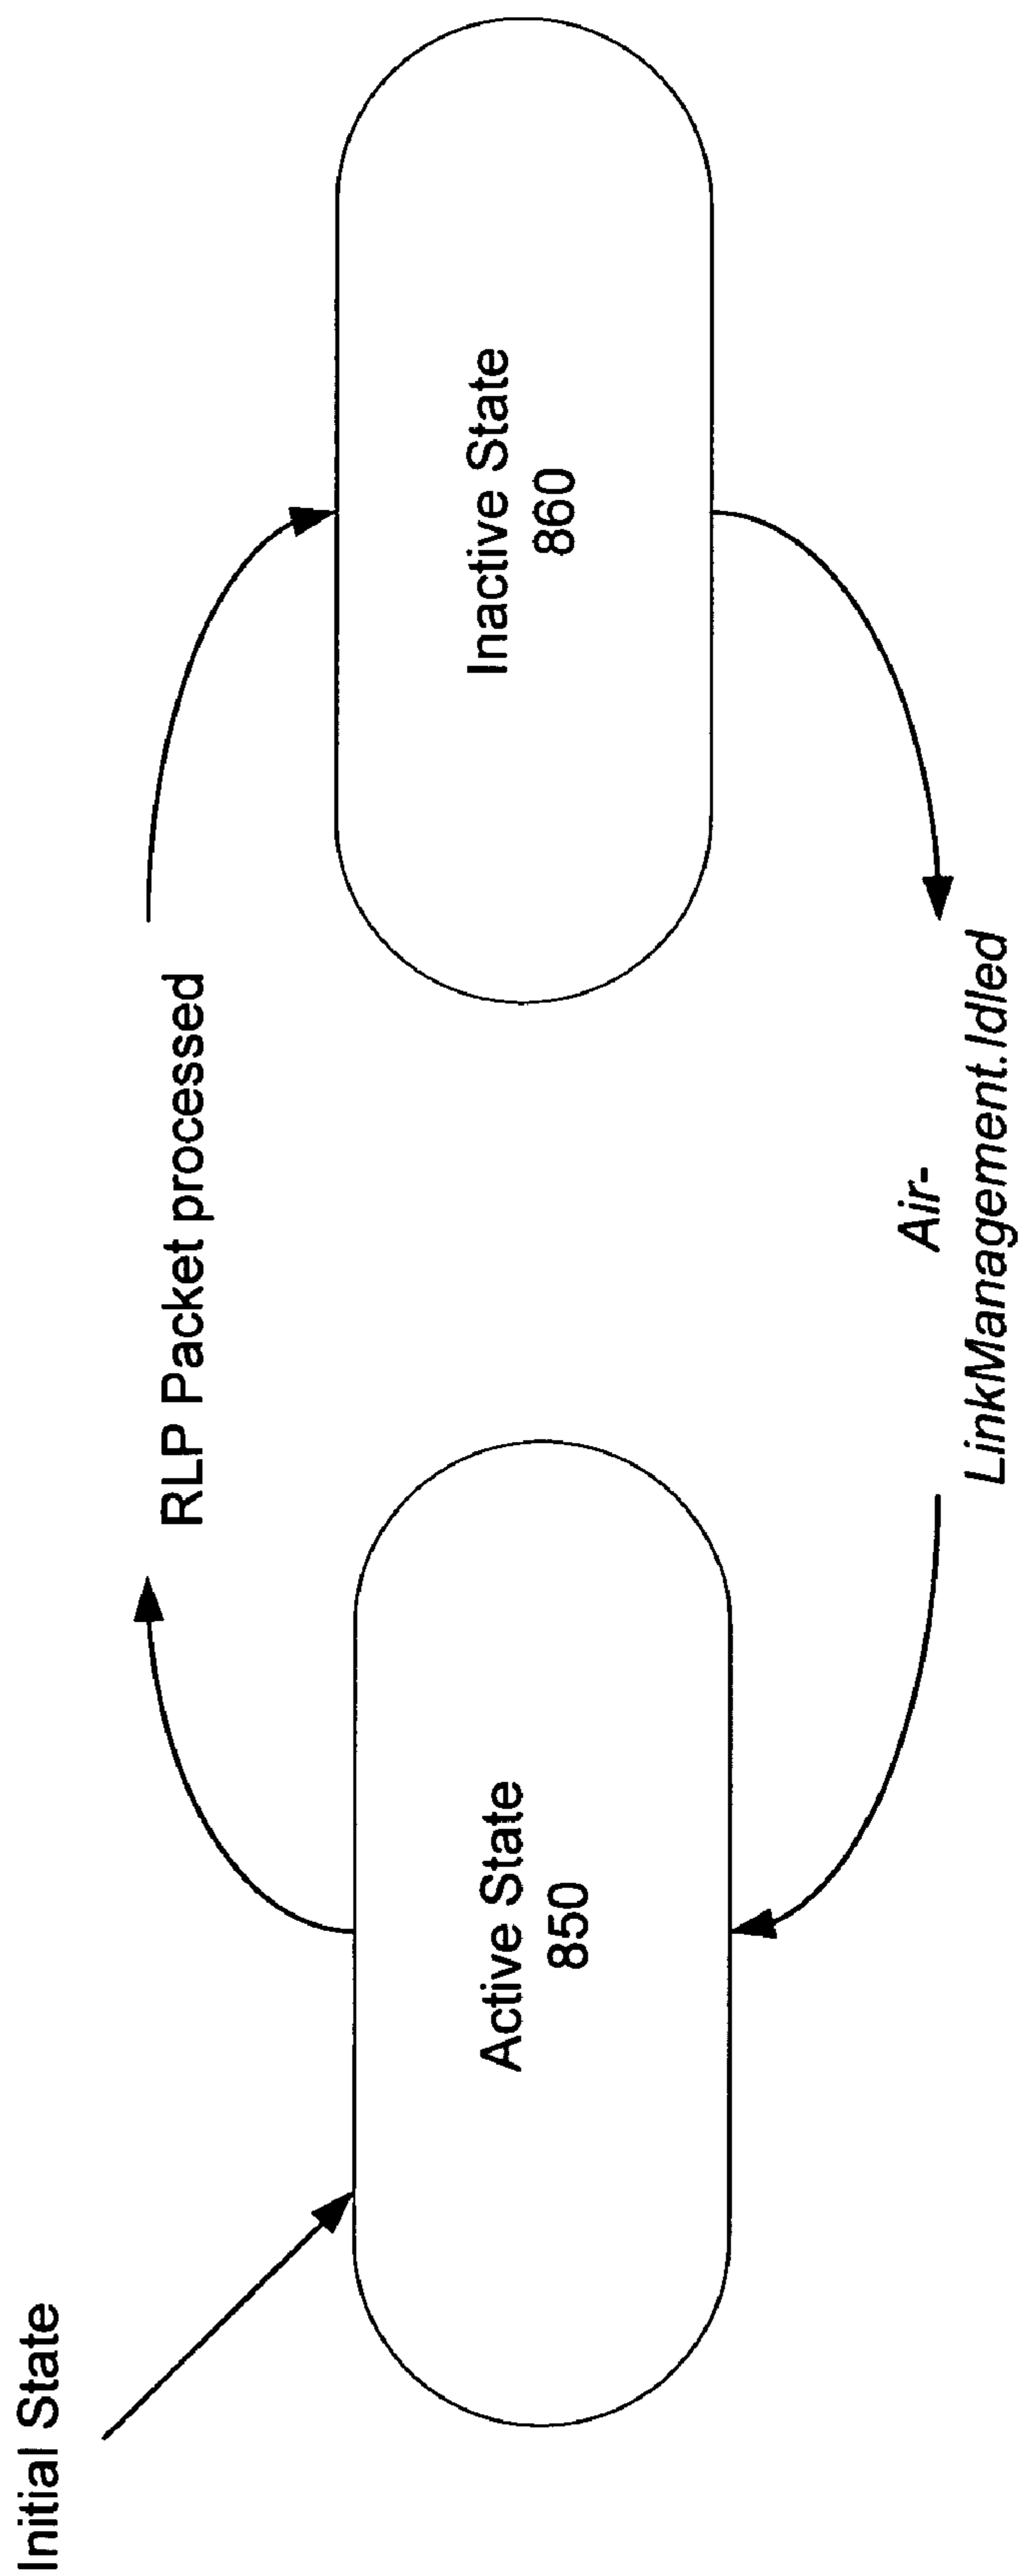 Initial State
RLP Packet processed
Active State
850
Inactive State
860
Air-
LinkManagement.Idled